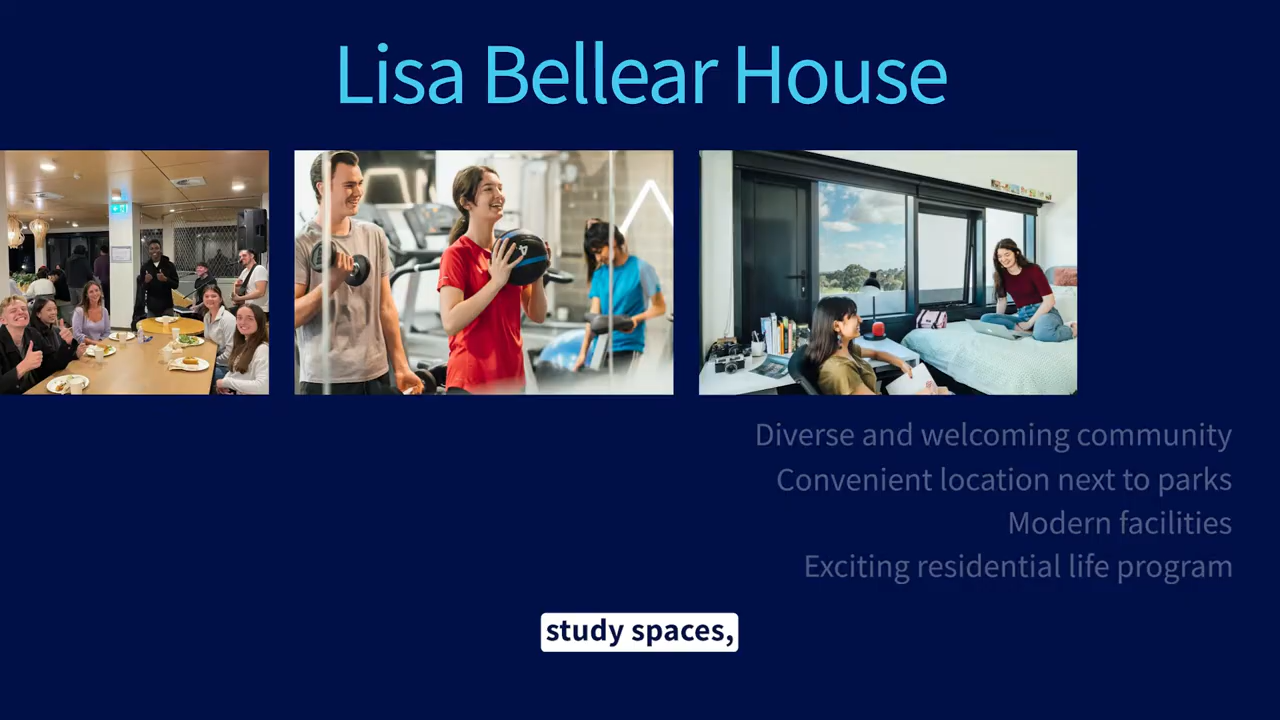 Lisa Bellear House
Diverse and welcoming community
Convenient location next to parks
Modern facilities
Exciting residential life program
study spaces,